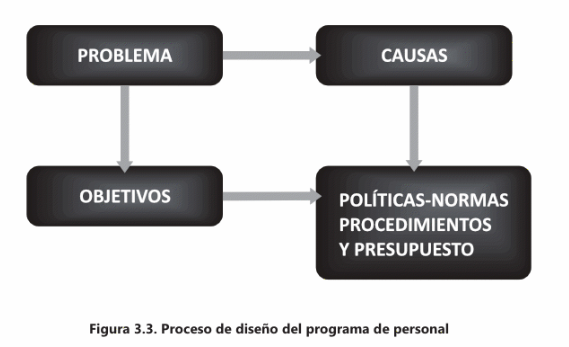 PROBLEMA
CAUSAS
OBJETIVOS
POLÍTICAS-NORMAS
PROCEDIMIENTOS
Y PRESUPUESTO
Figura 3.3. Proceso de diseño del programa de personal